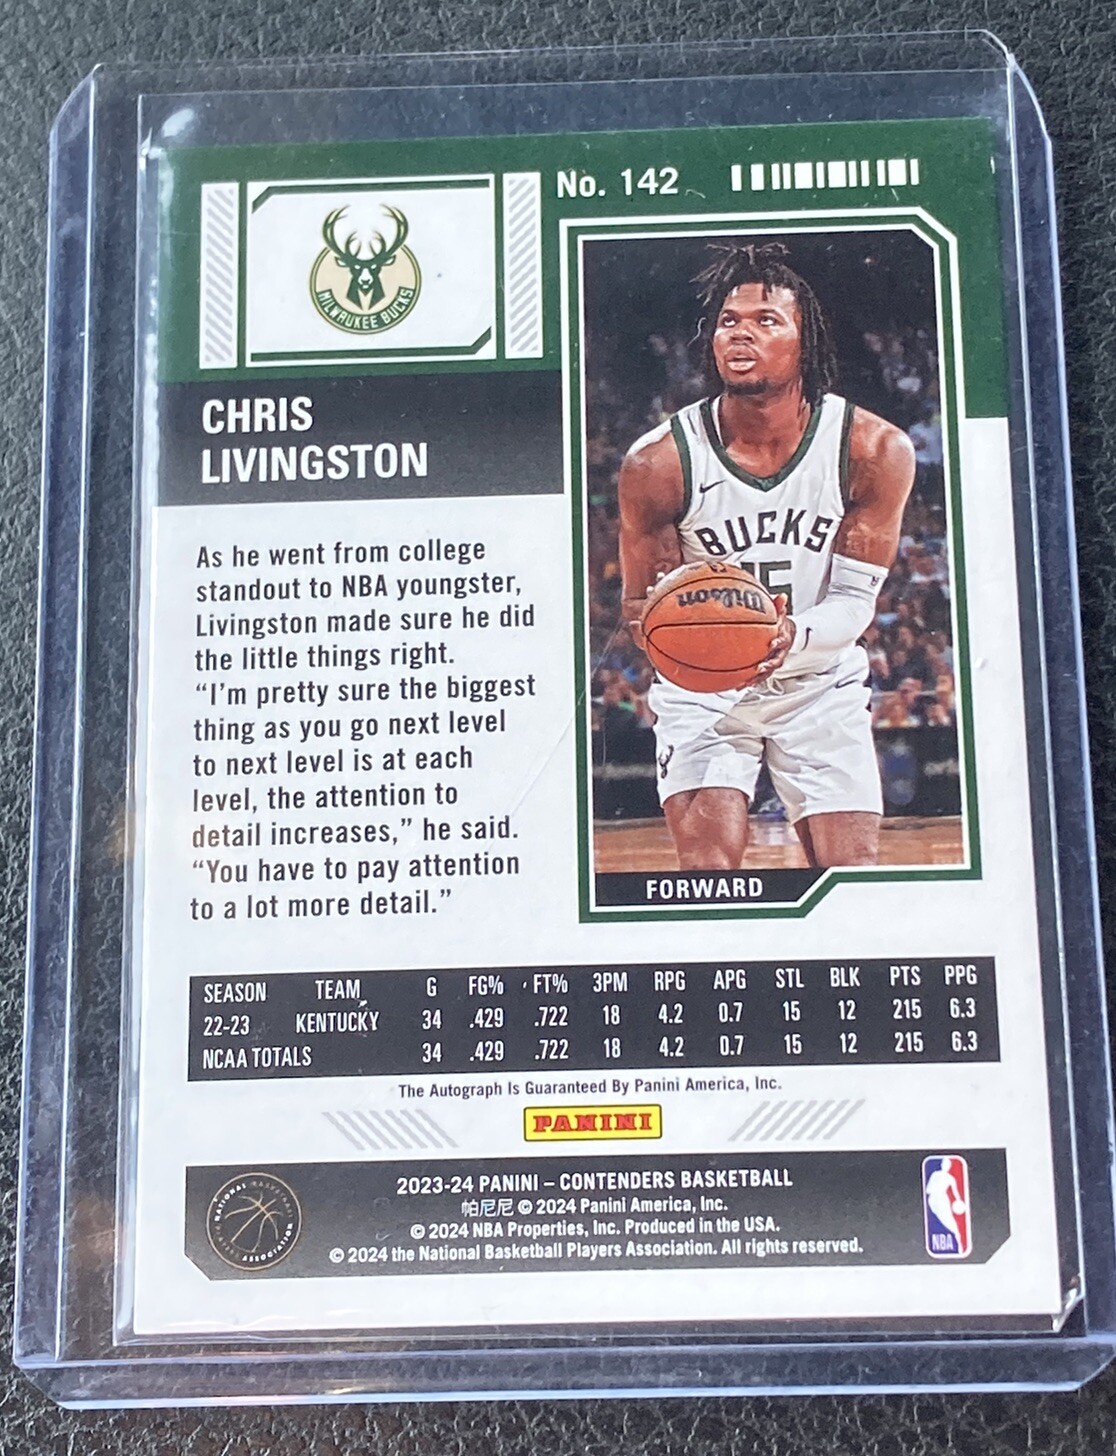 No. 142
MILWAUKEE BUCKS
CHRIS
LIVINGSTON
As he went from college
standout to NBA youngster,
Livingston made sure he did
the little things right.
“I'm pretty sure the biggest
thing as you go next level
to next level is at each
level, the attention to
detail increases,” he said.
“You have to pay attention
to a lot more detail.”
BUCKS
15
Wilson
FORWARD
SEASON TEAM G FG% FT% 3PM RPG APG STL BLK PTS PPG
22-23 KENTUCKY 34 .429 .722 18 4.2 0.7 15 12 215 6.3
NCAA TOTALS 34 .429 .722 18 4.2 0.7 15 12 215 6.3
The Autograph Is Guaranteed By Panini America, Inc.
PANINI
NATIONAL BASKETBALL PLAYERS ASSOCIATION
2023-24 PANINI – CONTENDERS BASKETBALL
帕尼尼 © 2024 Panini America, Inc.
© 2024 NBA Properties, Inc. Produced in the USA.
© 2024 the National Basketball Players Association. All rights reserved.
NBA